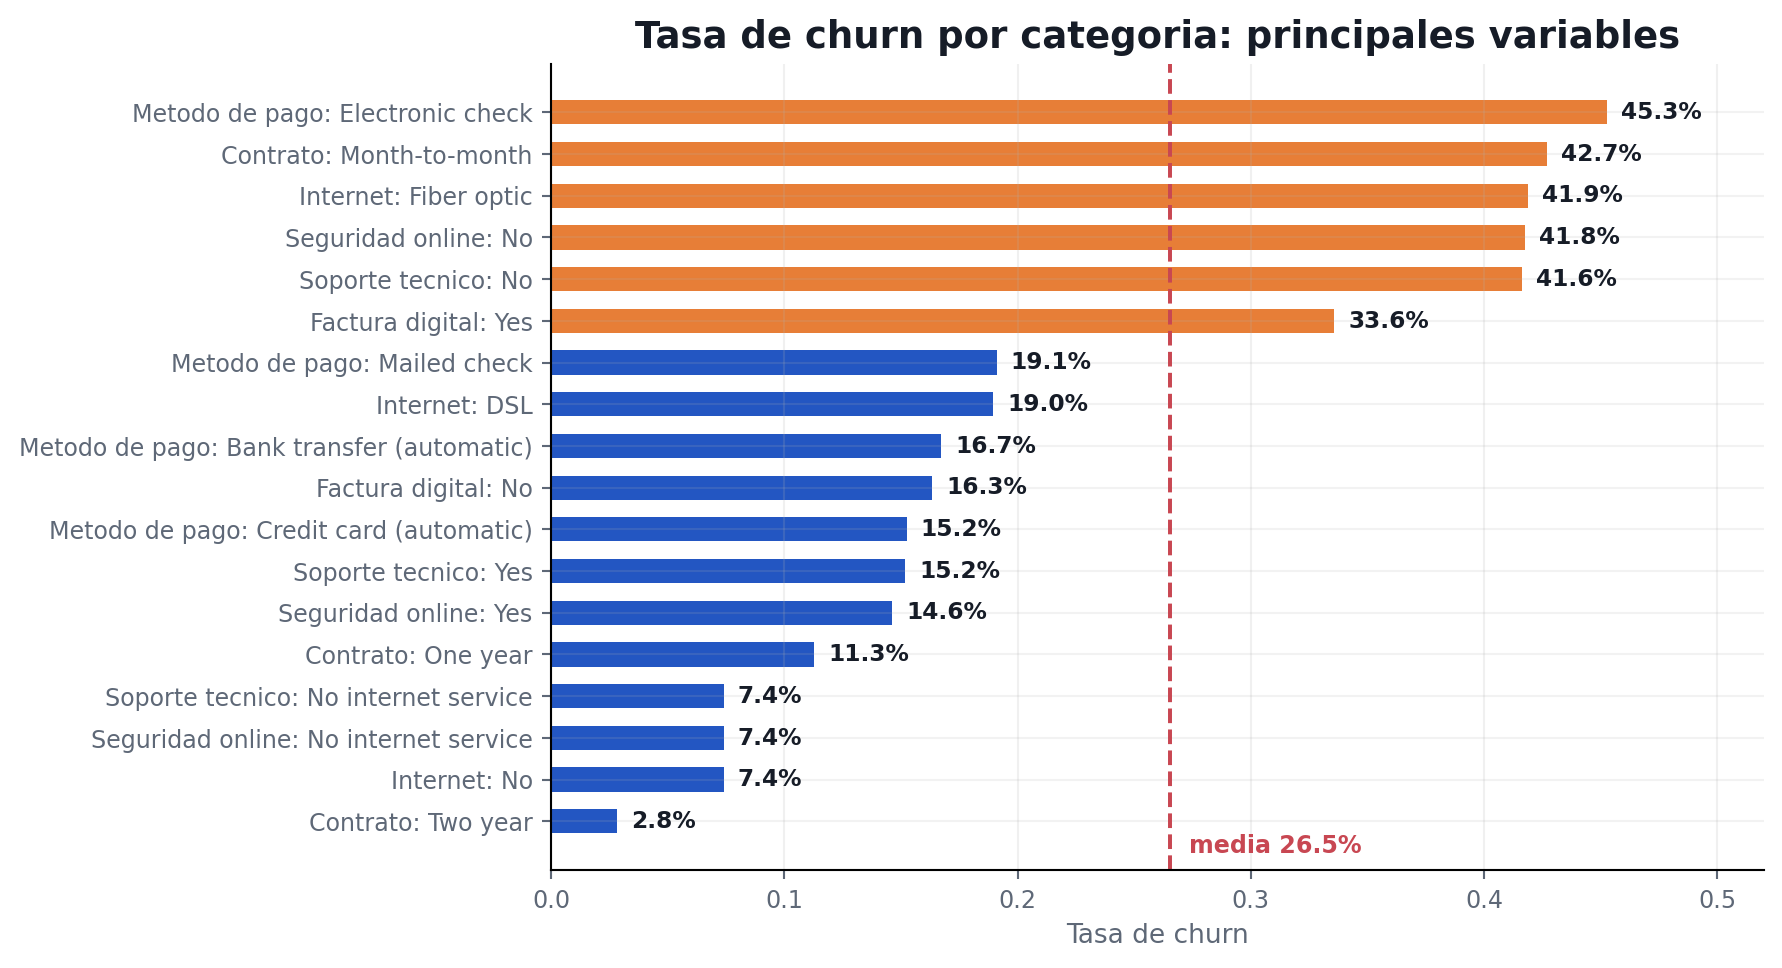 Tasa de churn por categoria: principales variables
Metodo de pago: Electronic check 45.3%
Contrato: Month-to-month 42.7%
Internet: Fiber optic 41.9%
Seguridad online: No 41.8%
Soporte tecnico: No 41.6%
Factura digital: Yes 33.6%
Metodo de pago: Mailed check 19.1%
Internet: DSL 19.0%
Metodo de pago: Bank transfer (automatic) 16.7%
Factura digital: No 16.3%
Metodo de pago: Credit card (automatic) 15.2%
Soporte tecnico: Yes 15.2%
Seguridad online: Yes 14.6%
Contrato: One year 11.3%
Soporte tecnico: No internet service 7.4%
Seguridad online: No internet service 7.4%
Internet: No 7.4%
Contrato: Two year 2.8%
media 26.5%
0.0 0.1 0.2 0.3 0.4 0.5
Tasa de churn